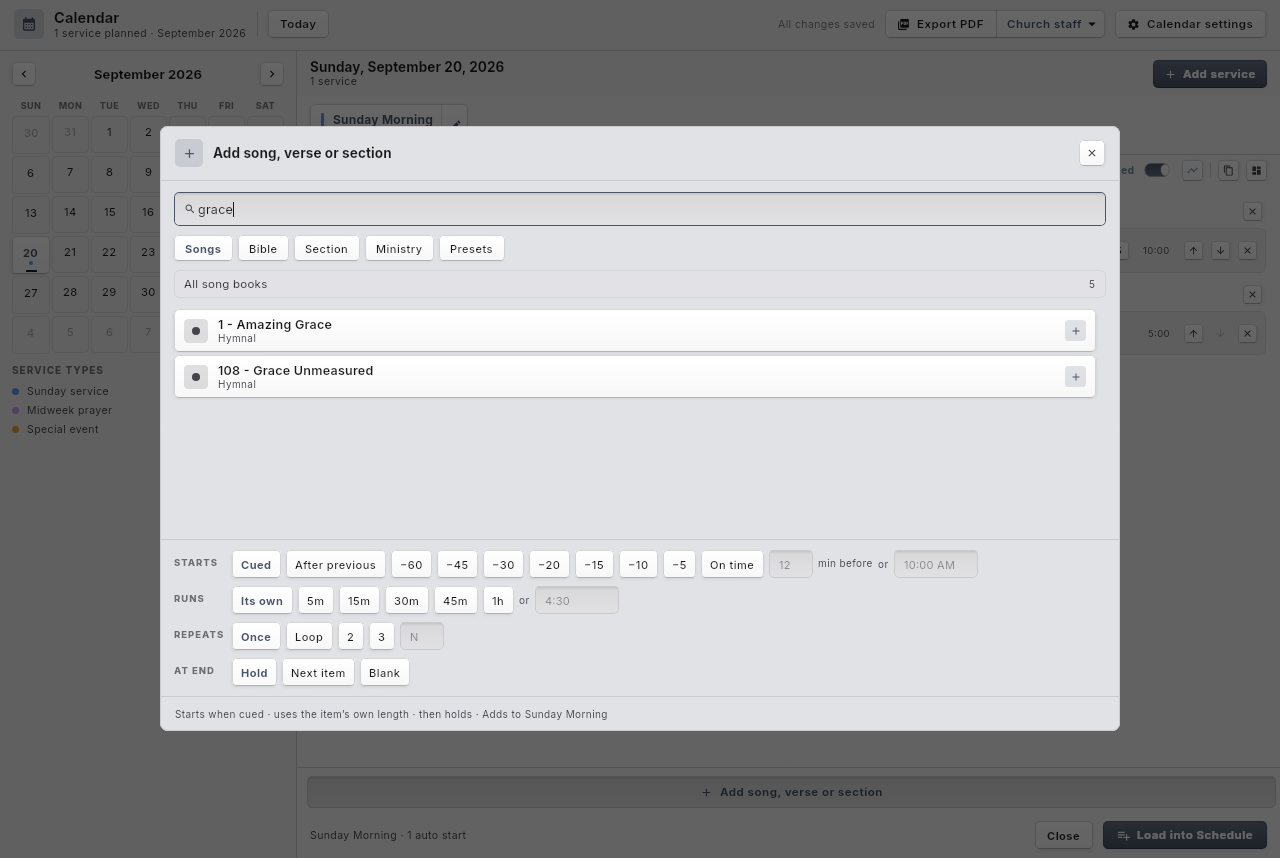 Calendar
1 service planned · September 2026
Today
All changes saved
Export PDF
Church staff
Calendar settings
September 2026
SUN MON TUE WED THU FRI SAT
30 31 1 2
6 7 8 9
13 14 15 16
20 21 22 23
27 28 29 30
4 5 6 7
SERVICE TYPES
Sunday service
Midweek prayer
Special event
Sunday, September 20, 2026
1 service
Add service
Sunday Morning
10:00
5:00
Add song, verse or section
grace
Songs Bible Section Ministry Presets
All song books 5
1 - Amazing Grace
Hymnal
108 - Grace Unmeasured
Hymnal
STARTS Cued After previous −60 −45 −30 −20 −15 −10 −5 On time 12 min before or 10:00 AM
RUNS Its own 5m 15m 30m 45m 1h or 4:30
REPEATS Once Loop 2 3 N
AT END Hold Next item Blank
Starts when cued · uses the item's own length · then holds · Adds to Sunday Morning
Add song, verse or section
Sunday Morning · 1 auto start
Close
Load into Schedule